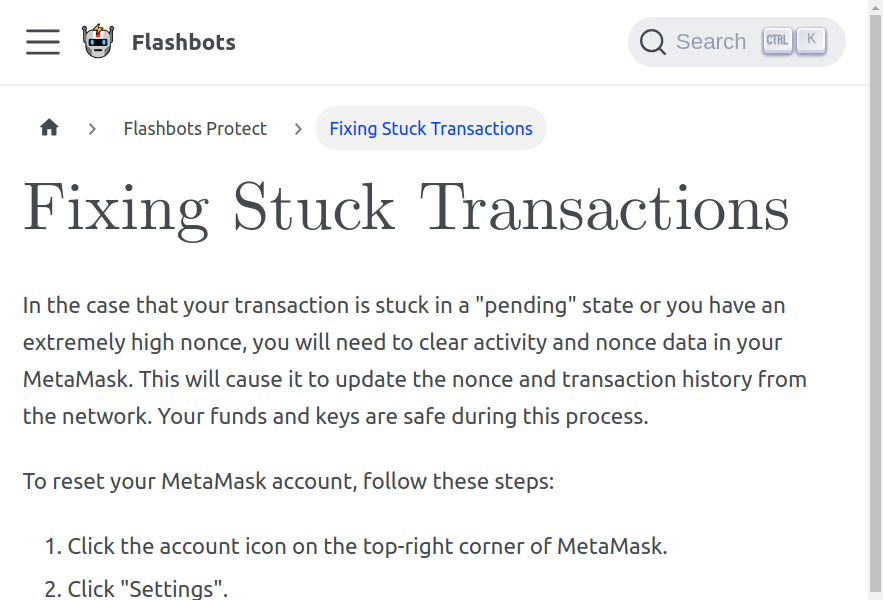 Flashbots
Search CTRL K
Flashbots Protect
Fixing Stuck Transactions
Fixing Stuck Transactions
In the case that your transaction is stuck in a "pending" state or you have an
extremely high nonce, you will need to clear activity and nonce data in your
MetaMask. This will cause it to update the nonce and transaction history from
the network. Your funds and keys are safe during this process.
To reset your MetaMask account, follow these steps:
1. Click the account icon on the top-right corner of MetaMask.
2. Click "Settings".